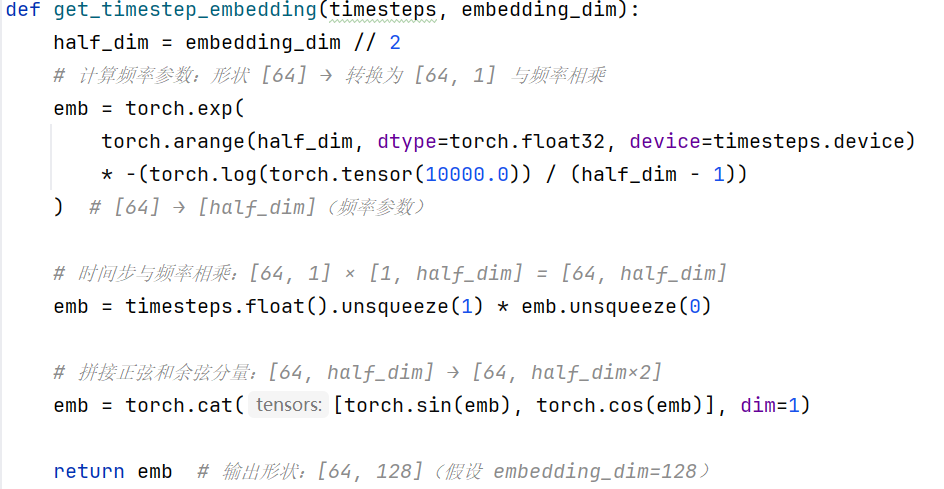 def get_timestep_embedding(timesteps, embedding_dim):
    half_dim = embedding_dim // 2
    # 计算频率参数：形状 [64] → 转换为 [64, 1] 与频率相乘
    emb = torch.exp(
        torch.arange(half_dim, dtype=torch.float32, device=timesteps.device)
        * -(torch.log(torch.tensor(10000.0)) / (half_dim - 1))
    )  # [64] → [half_dim]（频率参数）
    # 时间步与频率相乘：[64, 1] × [1, half_dim] = [64, half_dim]
    emb = timesteps.float().unsqueeze(1) * emb.unsqueeze(0)
    # 拼接正弦和余弦分量：[64, half_dim] → [64, half_dim×2]
    emb = torch.cat( tensors: [torch.sin(emb), torch.cos(emb)], dim=1)
    return emb  # 输出形状：[64, 128]（假设 embedding_dim=128）